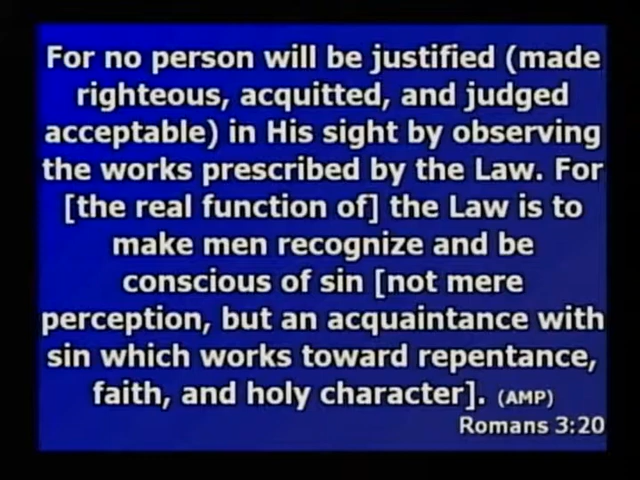 For no person will be justified (made
righteous, acquitted, and judged
acceptable) in His sight by observing
the works prescribed by the Law. For
[the real function of] the Law is to
make men recognize and be
conscious of sin [not mere
perception, but an acquaintance with
sin which works toward repentance,
faith, and holy character]. (AMP)
Romans 3:20